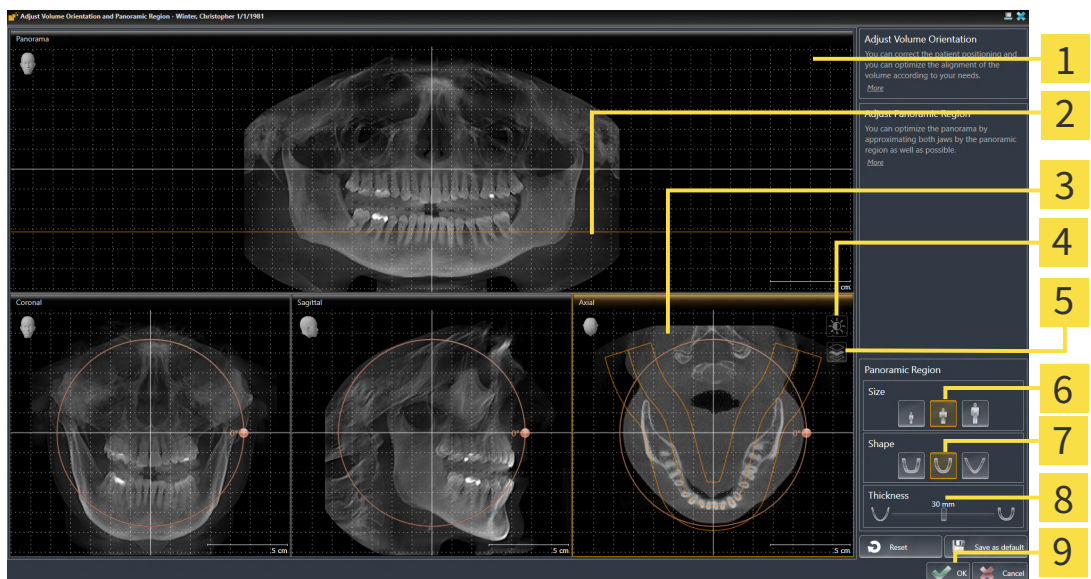 Adjust Volume Orientation and Panoramic Region - Winter, Christopher 1/1/1981
Panorama
cm
Coronal
0°
.5 cm
Sagittal
0°
.5 cm
Axial
0°
.5 cm
Adjust Volume Orientation
You can correct the patient positioning and
you can optimize the alignment of the
volume according to your needs.
More
Adjust Panoramic Region
You can optimize the panorama by
approximating both jaws by the panoramic
region as well as possible.
More
Panoramic Region
Size
Shape
Thickness
30 mm
Reset
Save as default
OK
Cancel
1
2
3
4
5
6
7
8
9